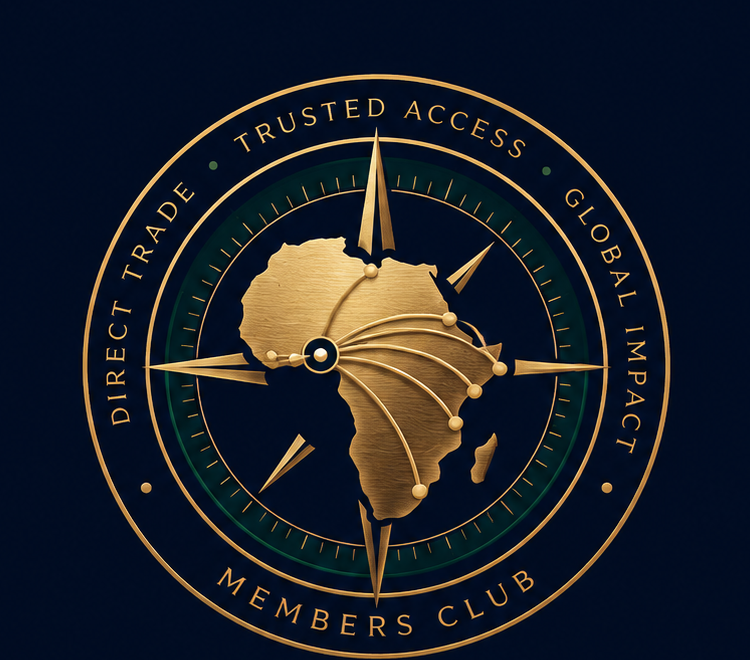 DIRECT TRADE
TRUSTED ACCESS
GLOBAL IMPACT
MEMBERS CLUB